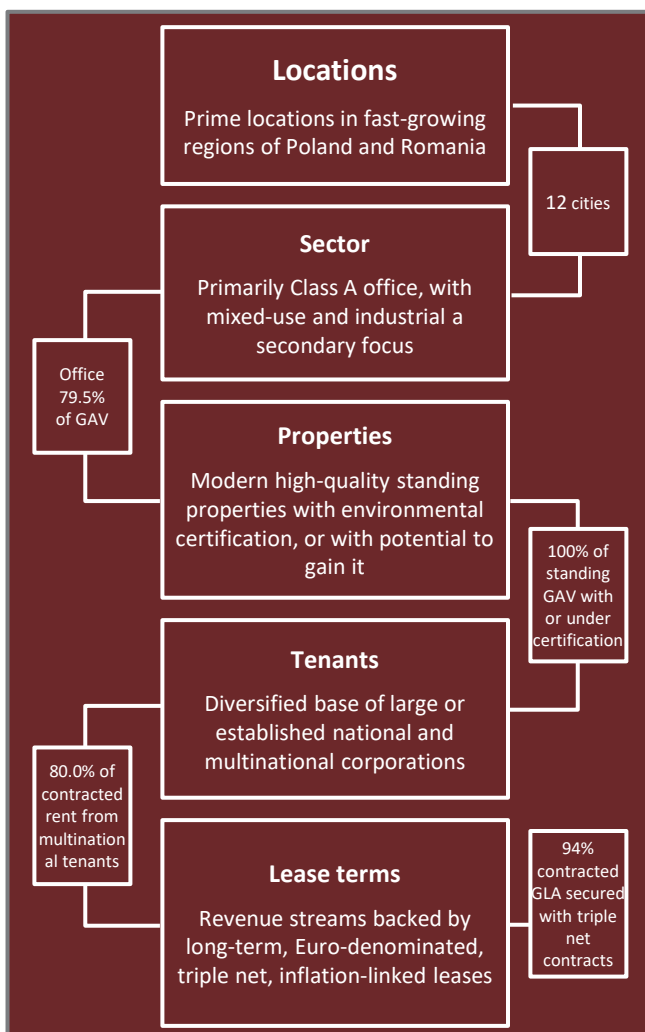 Locations
Prime locations in fast-growing
regions of Poland and Romania
12 cities
Sector
Primarily Class A office, with
mixed-use and industrial a
secondary focus
Office
79.5%
of GAV
Properties
Modern high-quality standing
properties with environmental
certification, or with potential to
gain it
100% of
standing
GAV with
or under
certification
Tenants
Diversified base of large or
established national and
multinational corporations
80.0% of
contracted
rent from
multination
al tenants
Lease terms
Revenue streams backed by
long-term, Euro-denominated,
triple net, inflation-linked leases
94%
contracted
GLA secured
with triple
net
contracts